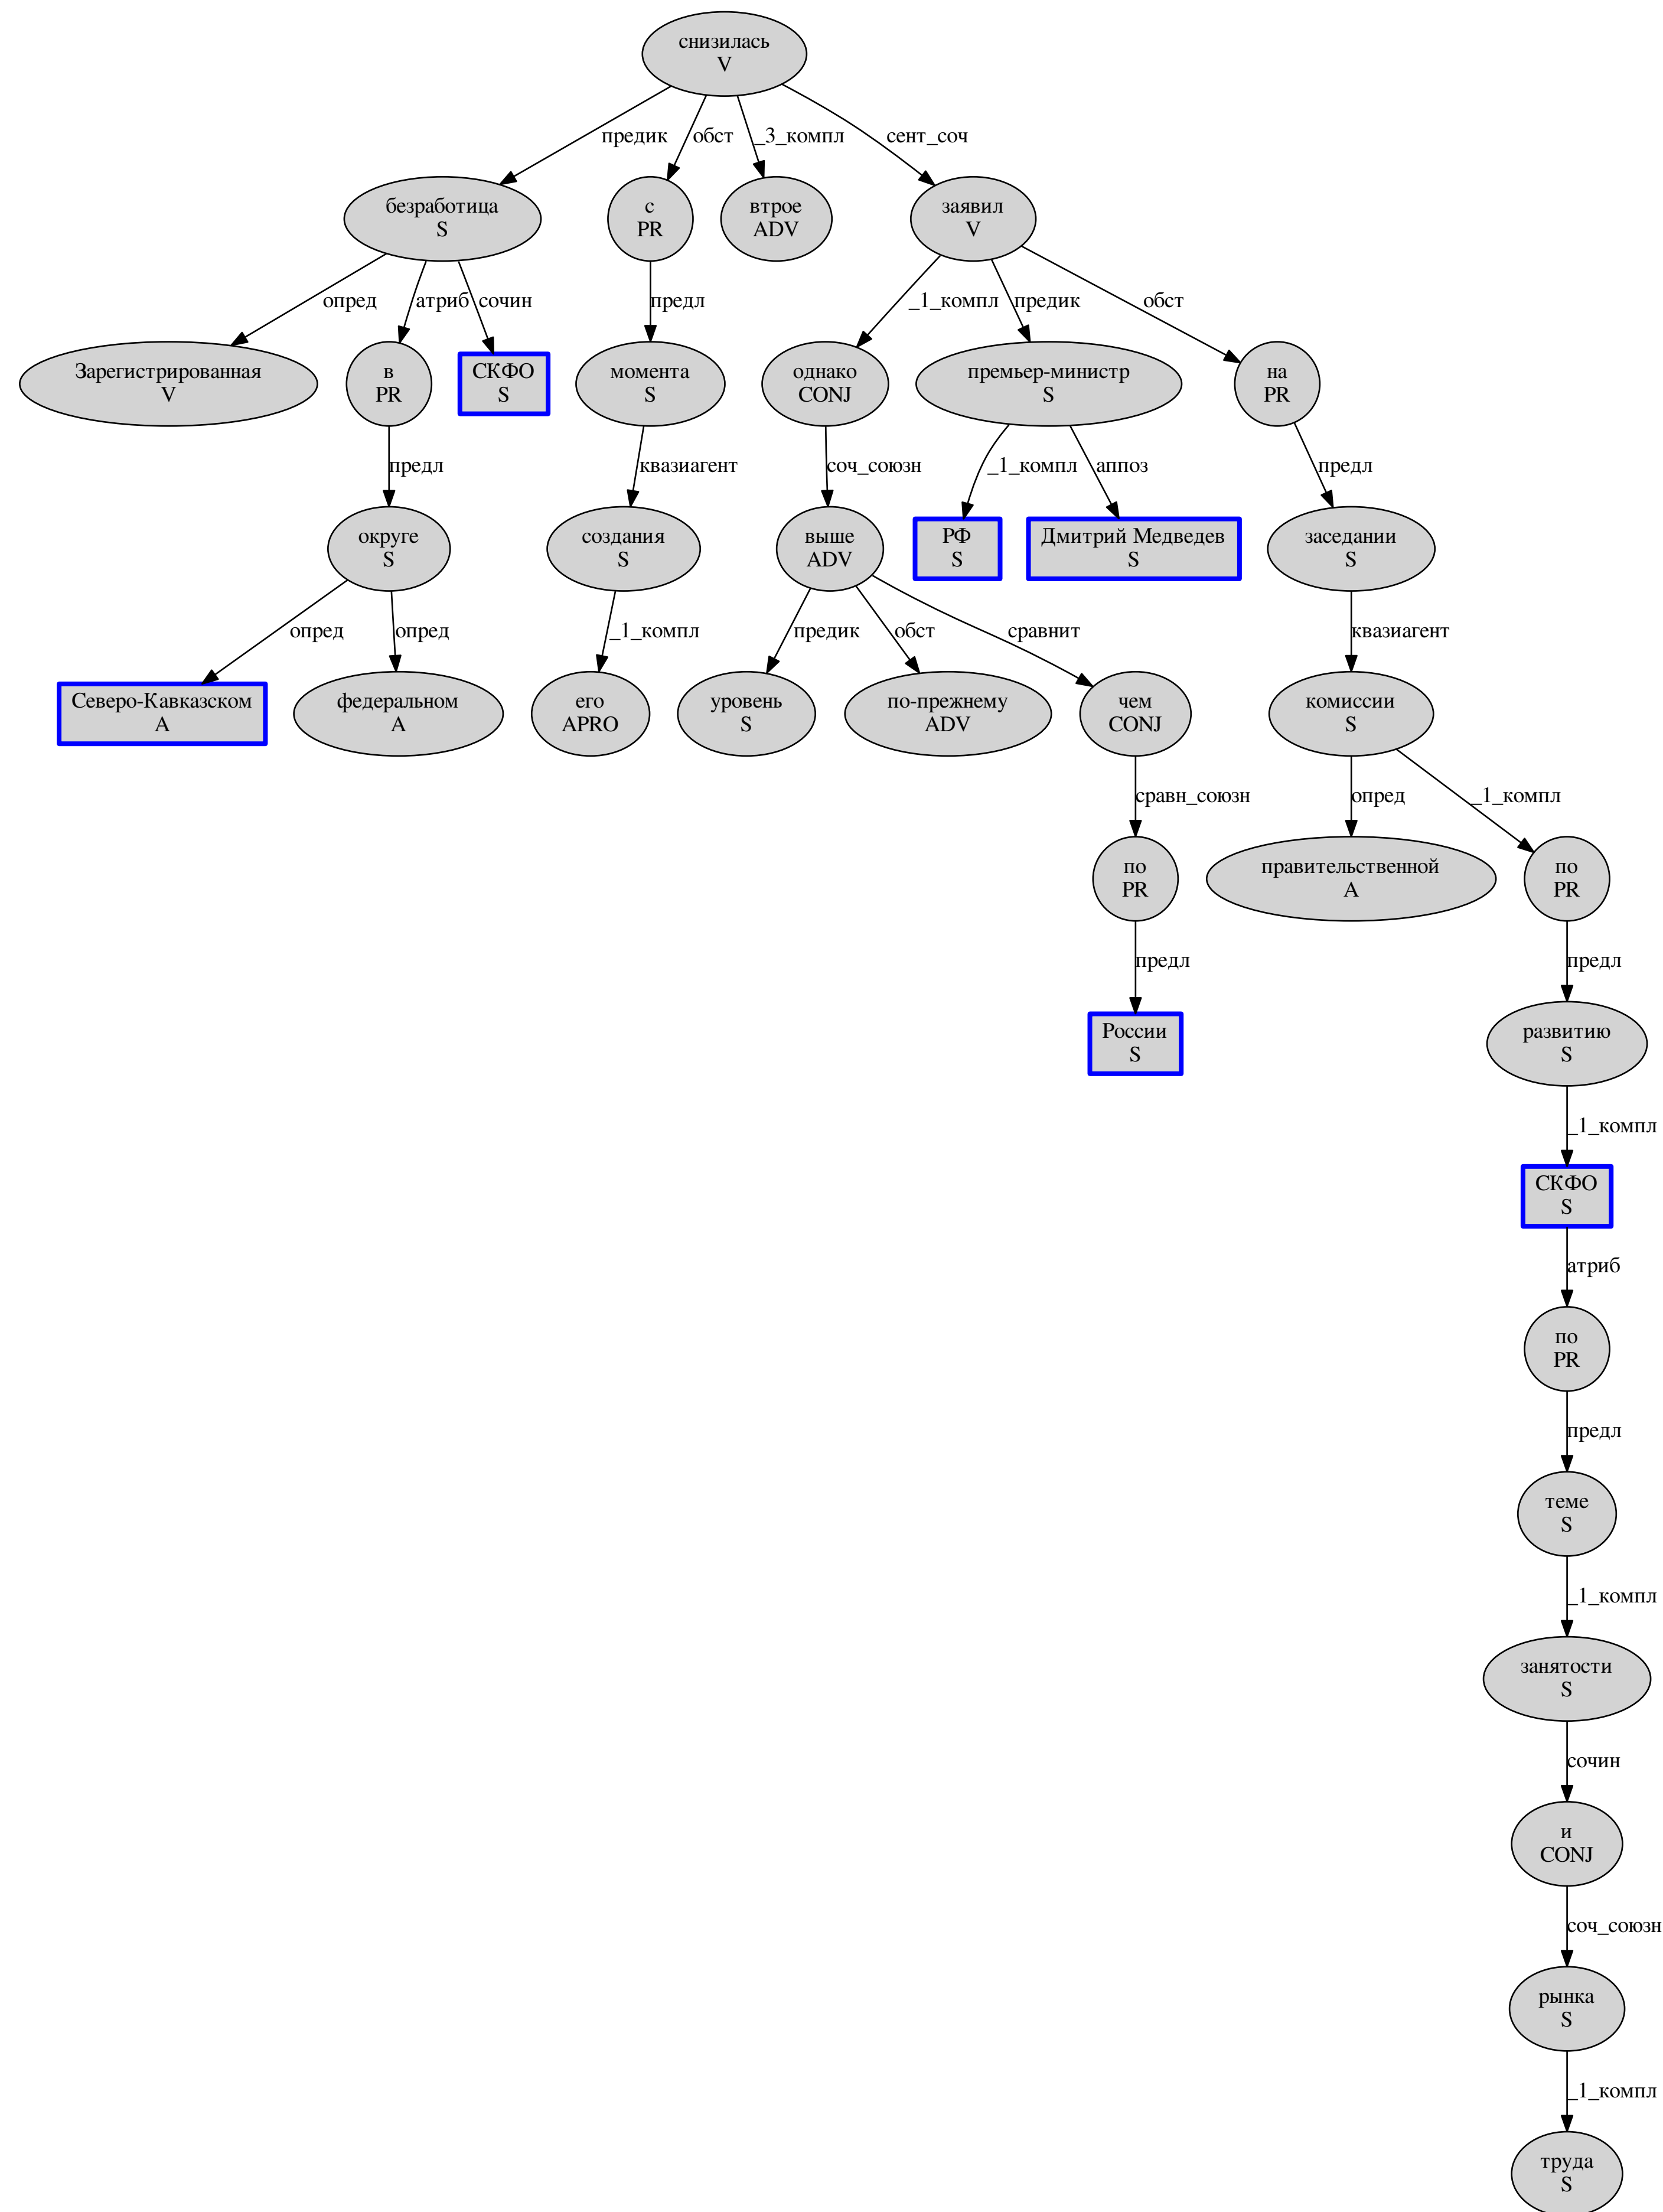 снизилась
V
предик
обст
_3_компл
сент_соч
безработица
S
с
PR
втрое
ADV
заявил
V
опред
атриб
сочин
предл
_1_компл
предик
обст
Зарегистрированная
V
в
PR
СКФО
S
момента
S
однако
CONJ
премьер-министр
S
на
PR
предл
квазиагент
соч_союзн
_1_компл
аппоз
предл
округе
S
создания
S
выше
ADV
РФ
S
Дмитрий Медведев
S
заседании
S
опред
опред
_1_компл
предик
обст
сравнит
квазиагент
Северо-Кавказском
A
федеральном
A
его
APRO
уровень
S
по-прежнему
ADV
чем
CONJ
комиссии
S
сравн_союзн
опред
_1_компл
по
PR
правительственной
A
по
PR
предл
предл
России
S
развитию
S
_1_компл
СКФО
S
атриб
по
PR
предл
теме
S
_1_компл
занятости
S
сочин
и
CONJ
соч_союзн
рынка
S
_1_компл
труда
S